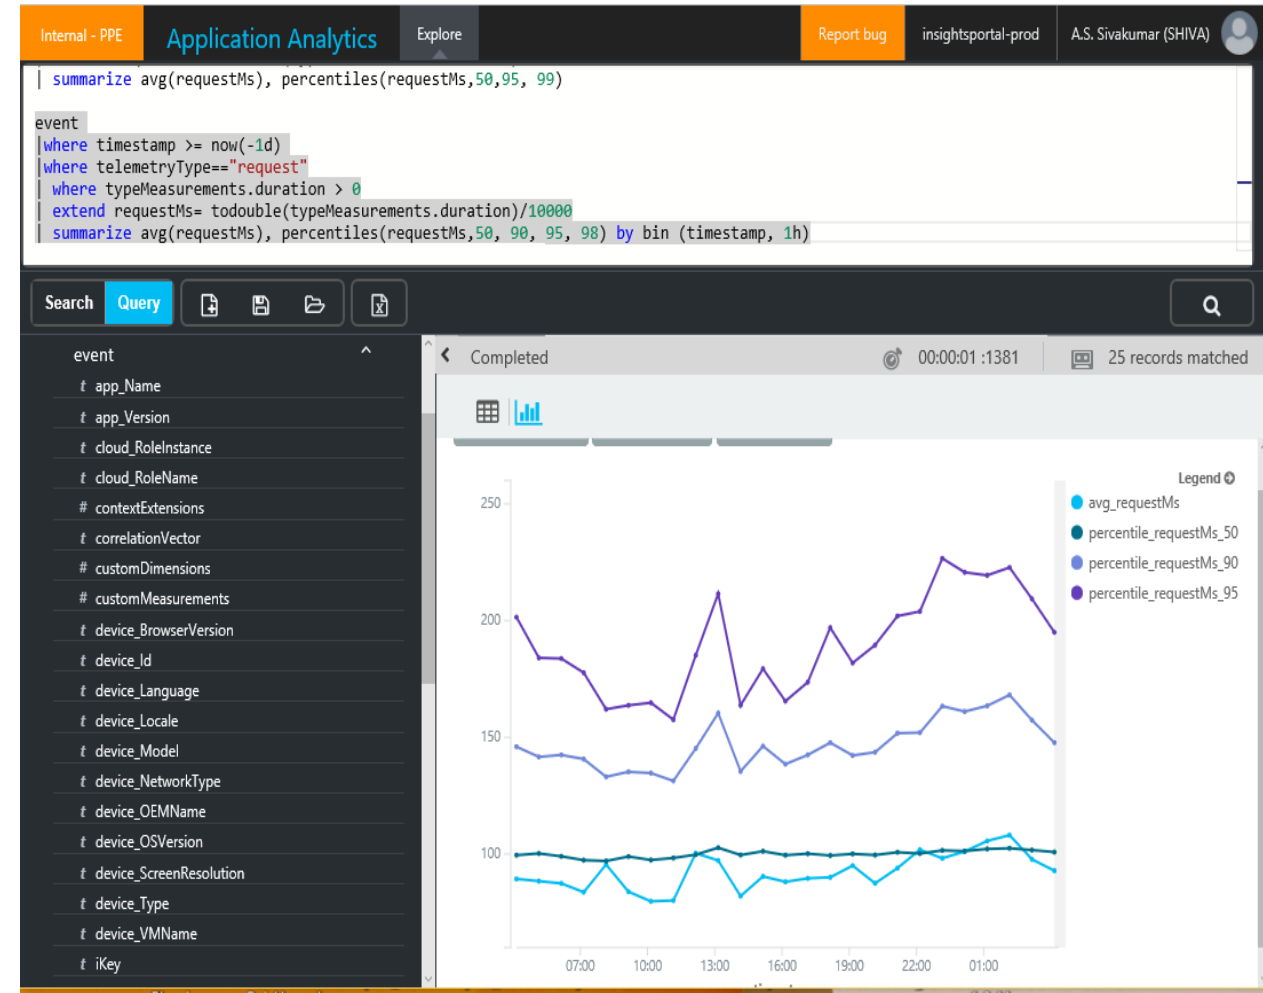 Internal - PPE
Application Analytics
Explore
Report bug
insightsportal-prod
A.S. Sivakumar (SHIVA)
| summarize avg(requestMs), percentiles(requestMs,50,95, 99)
event
|where timestamp >= now(-1d)
|where telemetryType=="request"
| where typeMeasurements.duration > 0
| extend requestMs= todouble(typeMeasurements.duration)/10000
| summarize avg(requestMs), percentiles(requestMs,50, 90, 95, 98) by bin (timestamp, 1h)
Search
Query
event
t app_Name
t app_Version
t cloud_RoleInstance
t cloud_RoleName
# contextExtensions
t correlationVector
# customDimensions
# customMeasurements
t device_BrowserVersion
t device_Id
t device_Language
t device_Locale
t device_Model
t device_NetworkType
t device_OEMName
t device_OSVersion
t device_ScreenResolution
t device_Type
t device_VMName
t iKey
Completed
00:00:01 :1381
25 records matched
Legend
avg_requestMs
percentile_requestMs_50
percentile_requestMs_90
percentile_requestMs_95
250
200
150
100
07:00
10:00
13:00
16:00
19:00
22:00
01:00